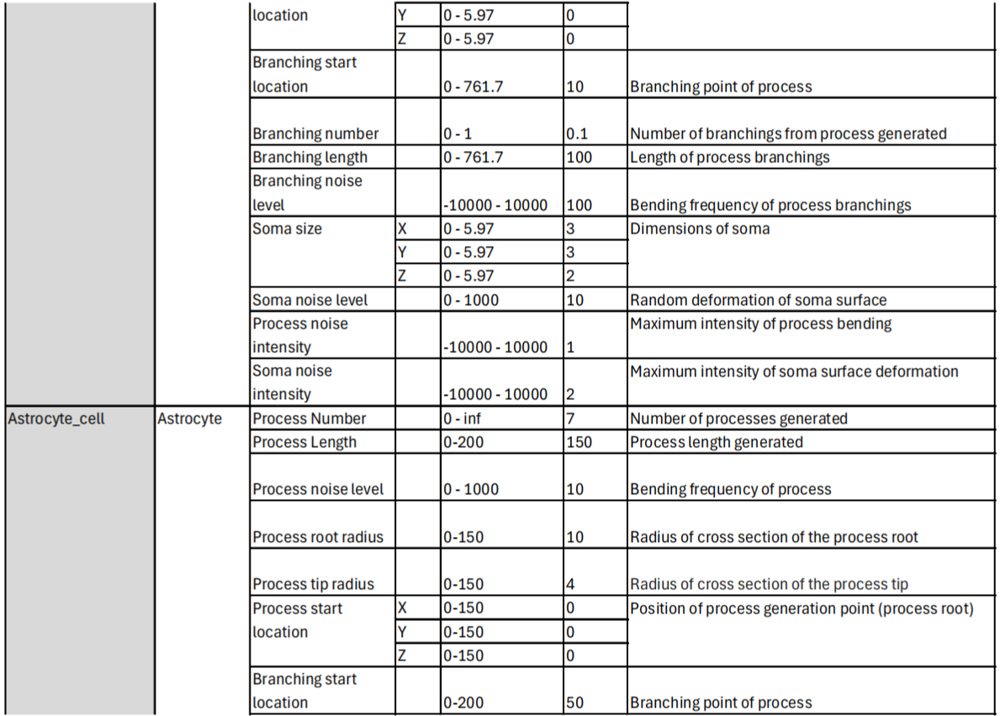 location Y 0 - 5.97 0
Z 0 - 5.97 0
Branching start
location 0 - 761.7 10 Branching point of process
Branching number 0 - 1 0.1 Number of branchings from process generated
Branching length 0 - 761.7 100 Length of process branchings
Branching noise
level -10000 - 10000 100 Bending frequency of process branchings
Soma size X 0 - 5.97 3 Dimensions of soma
Y 0 - 5.97 3
Z 0 - 5.97 2
Soma noise level 0 - 1000 10 Random deformation of soma surface
Process noise Maximum intensity of process bending
intensity -10000 - 10000 1
Soma noise Maximum intensity of soma surface deformation
intensity -10000 - 10000 2
Astrocyte_cell Astrocyte Process Number 0 - inf 7 Number of processes generated
Process Length 0-200 150 Process length generated
Process noise level 0 - 1000 10 Bending frequency of process
Process root radius 0-150 10 Radius of cross section of the process root
Process tip radius 0-150 4 Radius of cross section of the process tip
Process start X 0-150 0 Position of process generation point (process root)
location Y 0-150 0
Z 0-150 0
Branching start
location 0-200 50 Branching point of process